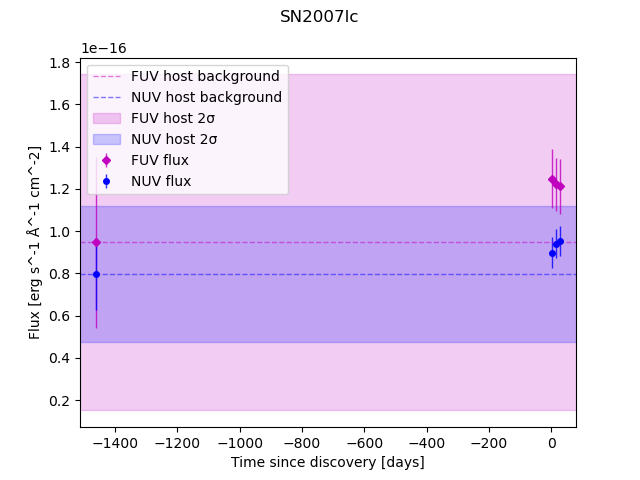 SN2007lc
1e−16
1.8
1.6
1.4
1.2
1.0
0.8
0.6
0.4
0.2
Flux [erg s^-1 Å^-1 cm^-2]
FUV host background
NUV host background
FUV host 2σ
NUV host 2σ
FUV flux
NUV flux
−1400 −1200 −1000 −800 −600 −400 −200 0
Time since discovery [days]